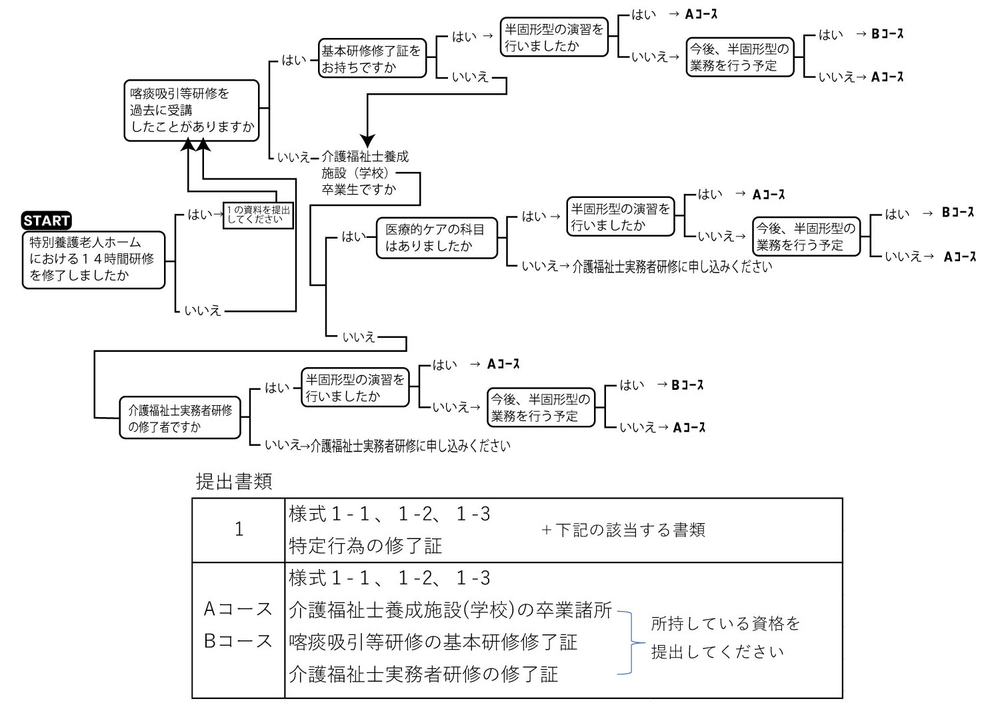 START
特別養護老人ホーム
における１４時間研修
を修了しましたか
はい→
１の資料を提出
してください
いいえ
喀痰吸引等研修を
過去に受講
したことがありますか
はい
基本研修修了証を
お持ちですか
はい →
半固形型の演習を
行いましたか
はい → Aコース
いいえ→
今後、半固形型の
業務を行う予定
はい → Bコース
いいえ→ Aコース
いいえ
いいえ
介護福祉士養成
施設（学校）
卒業生ですか
はい
医療的ケアの科目
はありましたか
はい→
半固形型の演習を
行いましたか
はい → Aコース
いいえ→
今後、半固形型の
業務を行う予定
はい → Bコース
いいえ→ Aコース
いいえ→介護福祉士実務者研修に申し込みください
いいえ
介護福祉士実務者研修
の修了者ですか
はい
半固形型の演習を
行いましたか
はい → Aコース
いいえ→
今後、半固形型の
業務を行う予定
はい → Bコース
いいえ→ Aコース
いいえ→介護福祉士実務者研修に申し込みください
提出書類
1
様式１-１、１-2、１-3
特定行為の修了証
＋下記の該当する書類
Aコース
Bコース
様式１-１、１-2、１-3
介護福祉士養成施設(学校)の卒業諸所
喀痰吸引等研修の基本研修修了証
介護福祉士実務者研修の修了証
所持している資格を
提出してください